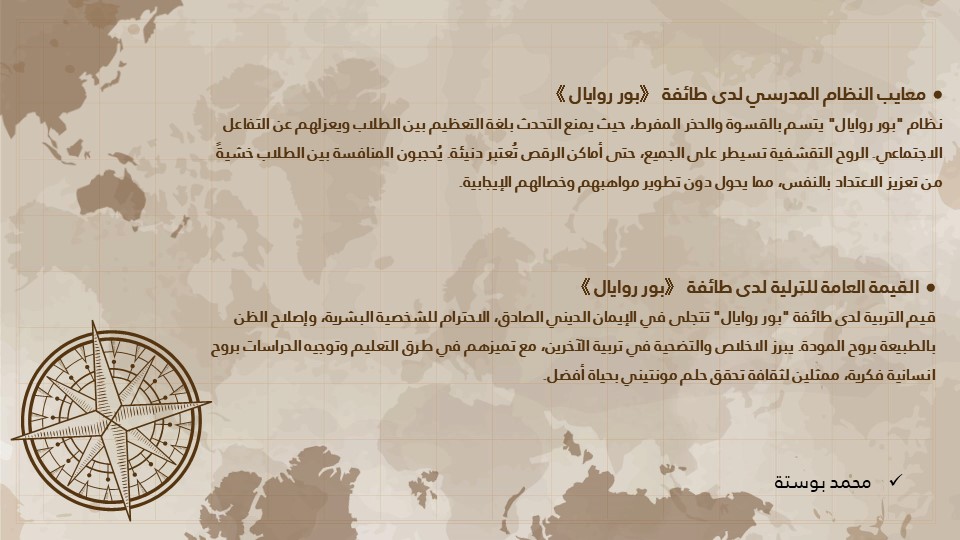 ● معايب النظام المدرسي لدى طائفة 《بور روايال》
نظام "بور روايال" يتسم بالقسوة والحذر المفرط، حيث يمنع التحدث بلغة التعظيم بين الطلاب ويعزلهم عن التفاعل
الاجتماعي. الروح التقشفية تسيطر على الجميع، حتى أماكن الرقص تُعتبر دنيئة. يُحجبون المنافسة بين الطلاب خشيةً
من تعزيز الاعتداد بالنفس، مما يحول دون تطوير مواهبهم وخصالهم الإيجابية.
● القيمة العامة للترلية لدى طائفة 《بور روايال》
قيم التربية لدى طائفة "بور روايال" تتجلى في الإيمان الديني الصادق، الاحترام للشخصية البشرية، وإصلاح الظن
بالطبيعة بروح المودة. يبرز الاخلاص والتضحية في تربية الآخرين، مع تميزهم في طرق التعليم وتوجيه الدراسات بروح
انسانية فكرية، ممثلين لثقافة تحقق حلم مونتيني بحياة أفضل.
✓ محمد بوستة